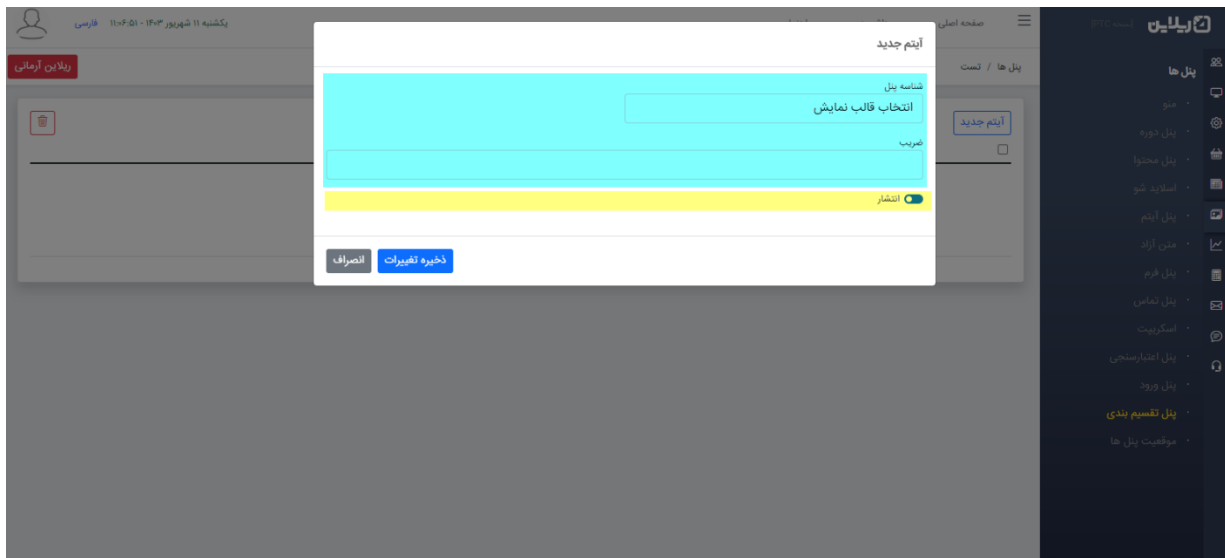 ریلاین
صفحه اصلی
یکشنبه ۱۱ شهریور ۱۴۰۳ - ۱۱:۰۶:۵۱
فارسی
پنل ها / تست
ریلاین آرمانی
پنل ها
منو
پنل دوره
پنل محتوا
اسلاید شو
پنل آیتم
متن آزاد
پنل فرم
پنل تماس
اسکریپت
پنل اعتبارسنجی
پنل ورود
پنل تقسیم بندی
موقعیت پنل ها
آیتم جدید
آیتم جدید
شناسه پنل
انتخاب قالب نمایش
ضریب
انتشار
ذخیره تغییرات
انصراف